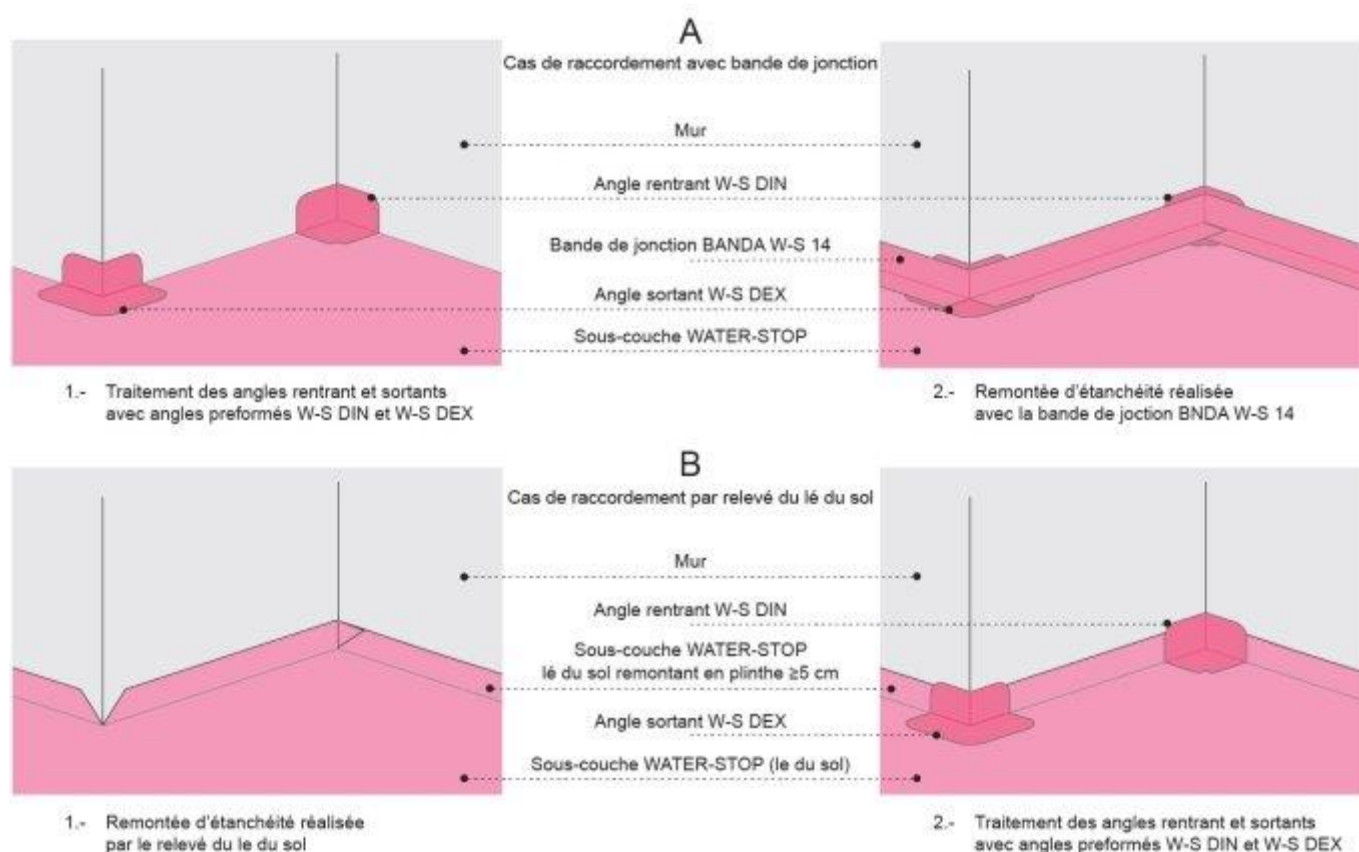 A
Cas de raccordement avec bande de jonction
Mur
Angle rentrant W-S DIN
Bande de jonction BANDA W-S 14
Angle sortant W-S DEX
Sous-couche WATER-STOP
1.- Traitement des angles rentrant et sortants
avec angles preformés W-S DIN et W-S DEX
2.- Remontée d'étanchéité réalisée
avec la bande de joction BNDA W-S 14
B
Cas de raccordement par relevé du lé du sol
Mur
Angle rentrant W-S DIN
Sous-couche WATER-STOP
lé du sol remontant en plinthe ≥5 cm
Angle sortant W-S DEX
Sous-couche WATER-STOP (le du sol)
1.- Remontée d'étanchéité réalisée
par le relevé du le du sol
2.- Traitement des angles rentrant et sortants
avec angles preformés W-S DIN et W-S DEX